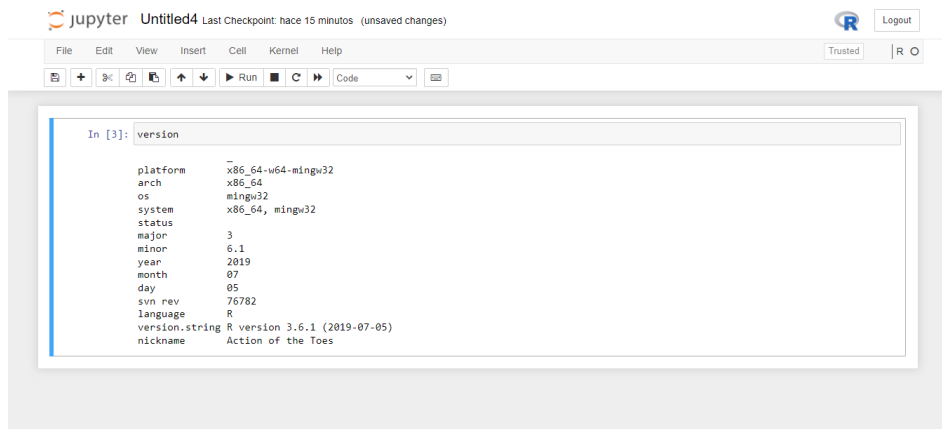 jupyter Untitled4 Last Checkpoint: hace 15 minutos (unsaved changes) R Logout
File Edit View Insert Cell Kernel Help Trusted R
Run Code
In [3]: version
_
platform x86_64-w64-mingw32
arch x86_64
os mingw32
system x86_64, mingw32
status
major 3
minor 6.1
year 2019
month 07
day 05
svn rev 76782
language R
version.string R version 3.6.1 (2019-07-05)
nickname Action of the Toes